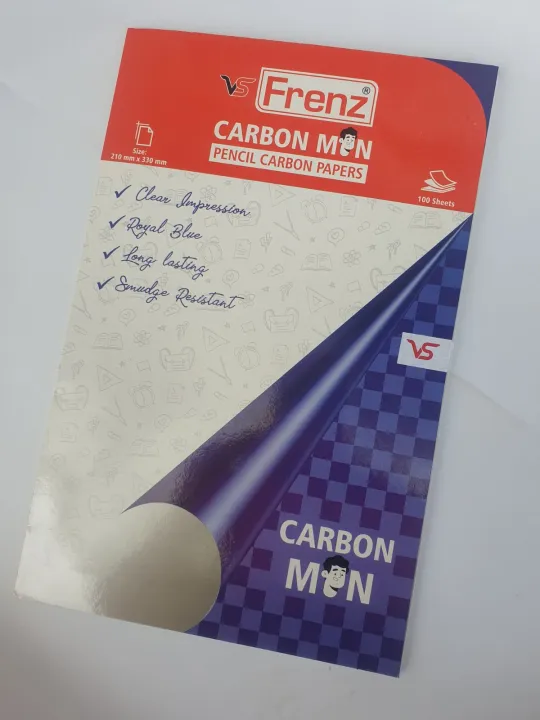 VS Frenz®
CARBON MAN
PENCIL CARBON PAPERS
Size:
210 mm x 330 mm
100 Sheets
✓ Clear Impression
✓ Royal Blue
✓ Long lasting
✓ Smudge Resistant
VS
CARBON
MAN